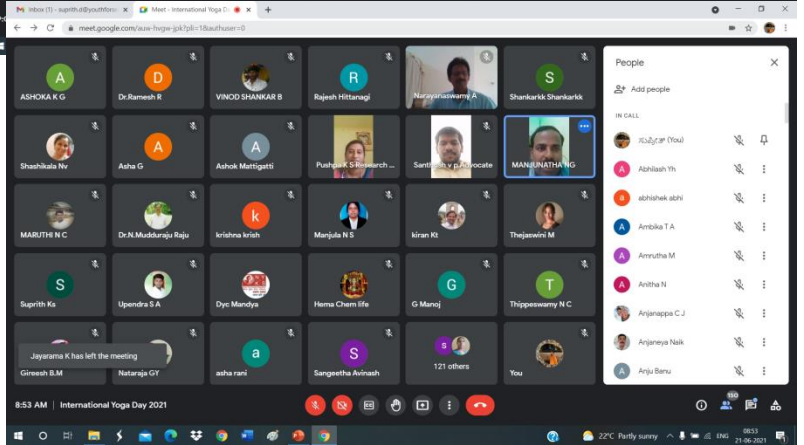 Inbox (1) - suprith.d@youthforse
Meet - International Yoga Da
meet.google.com/auw-hvgw-jpk?pli=1&authuser=0
ASHOKA K G
Dr.Ramesh R
VINOD SHANKAR B
Rajesh Hittanagi
Narayanaswamy A
Shankarkk Shankarkk
Shashikala Nv
Asha G
Ashok Mattigatti
Pushpa K S Research ...
Santhosh v p Advocate
MANJUNATHA NG
MARUTHI N C
Dr.N.Mudduraju Raju
krishna krish
Manjula N S
kiran Kt
Thejaswini M
Suprith Ks
Upendra S A
Dyc Mandya
Hema Chem life
G Manoj
Thippeswamy N C
Jayarama K has left the meeting
Gireesh B.M
Nataraja GY
asha rani
Sangeetha Avinash
121 others
You
People
Add people
IN CALL
ಸುಪ್ರೀತ್ (You)
Abhilash Yh
abhishek abhi
Ambika T A
Amrutha M
Anitha N
Anjanappa C J
Anjaneya Naik
Anju Banu
8:53 AM | International Yoga Day 2021
150
22°C Partly sunny
ENG
08:53
21-06-2021